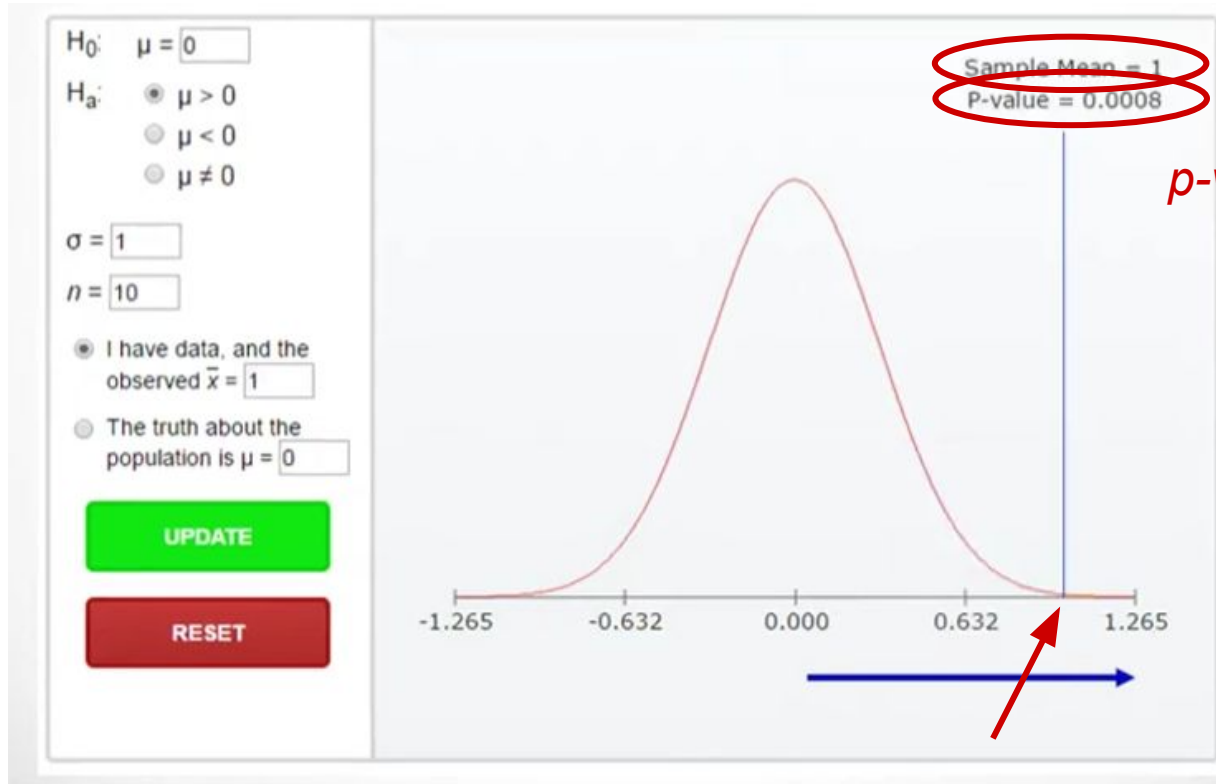 H0: μ = 0
Ha: μ > 0
μ < 0
μ ≠ 0
σ = 1
n = 10
I have data, and the
observed x̅ = 1
The truth about the
population is μ = 0
UPDATE
RESET
Sample Mean = 1
P-value = 0.0008
-1.265 -0.632 0.000 0.632 1.265